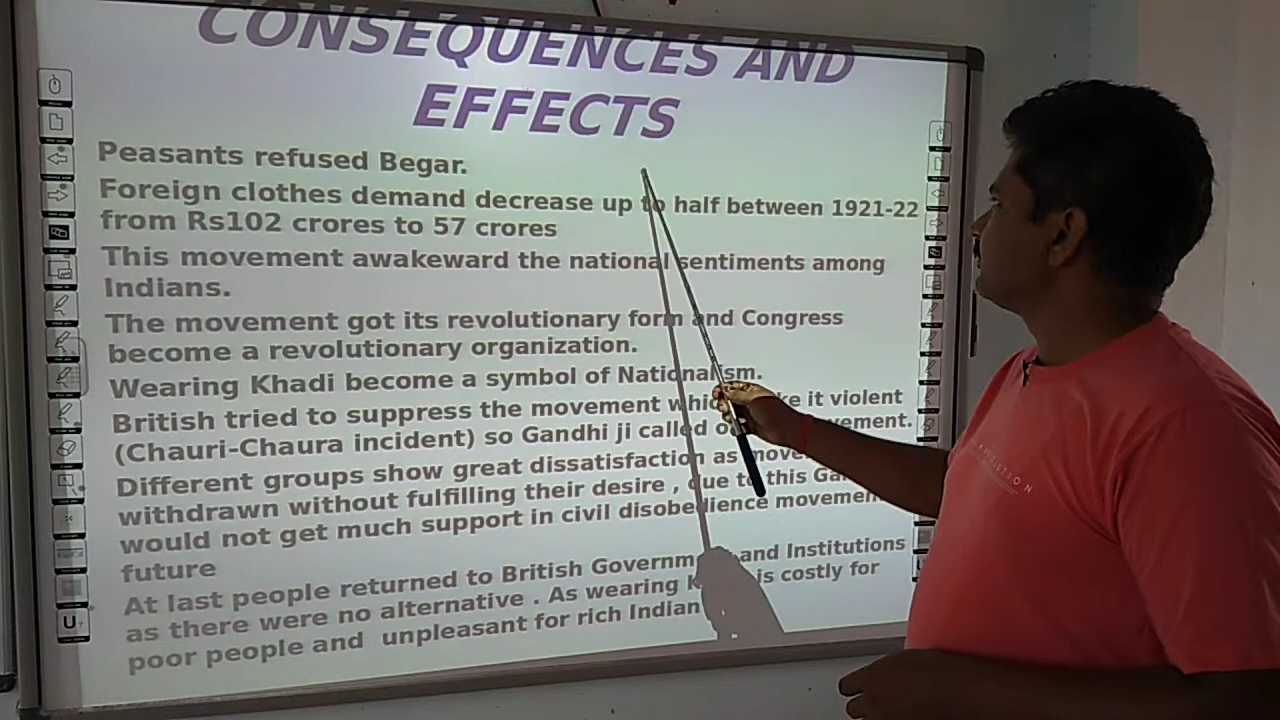 CONSEQUENCES AND
EFFECTS
Peasants refused Begar.
Foreign clothes demand decrease up to half between 1921-22
from Rs102 crores to 57 crores
This movement awakeward the national sentiments among
Indians.
The movement got its revolutionary form and Congress
become a revolutionary organization.
Wearing Khadi become a symbol of Nationalism.
British tried to suppress the movement it violent
(Chauri-Chaura incident) so Gandhi ji called
Different groups show great dissatisfaction as
withdrawn without fulfilling their desire , due to this
would not get much support in civil disobedience movement
future
At last people returned to British and Institutions
as there were no alternative . As wearing is costly for
poor people and unpleasant for rich Indian